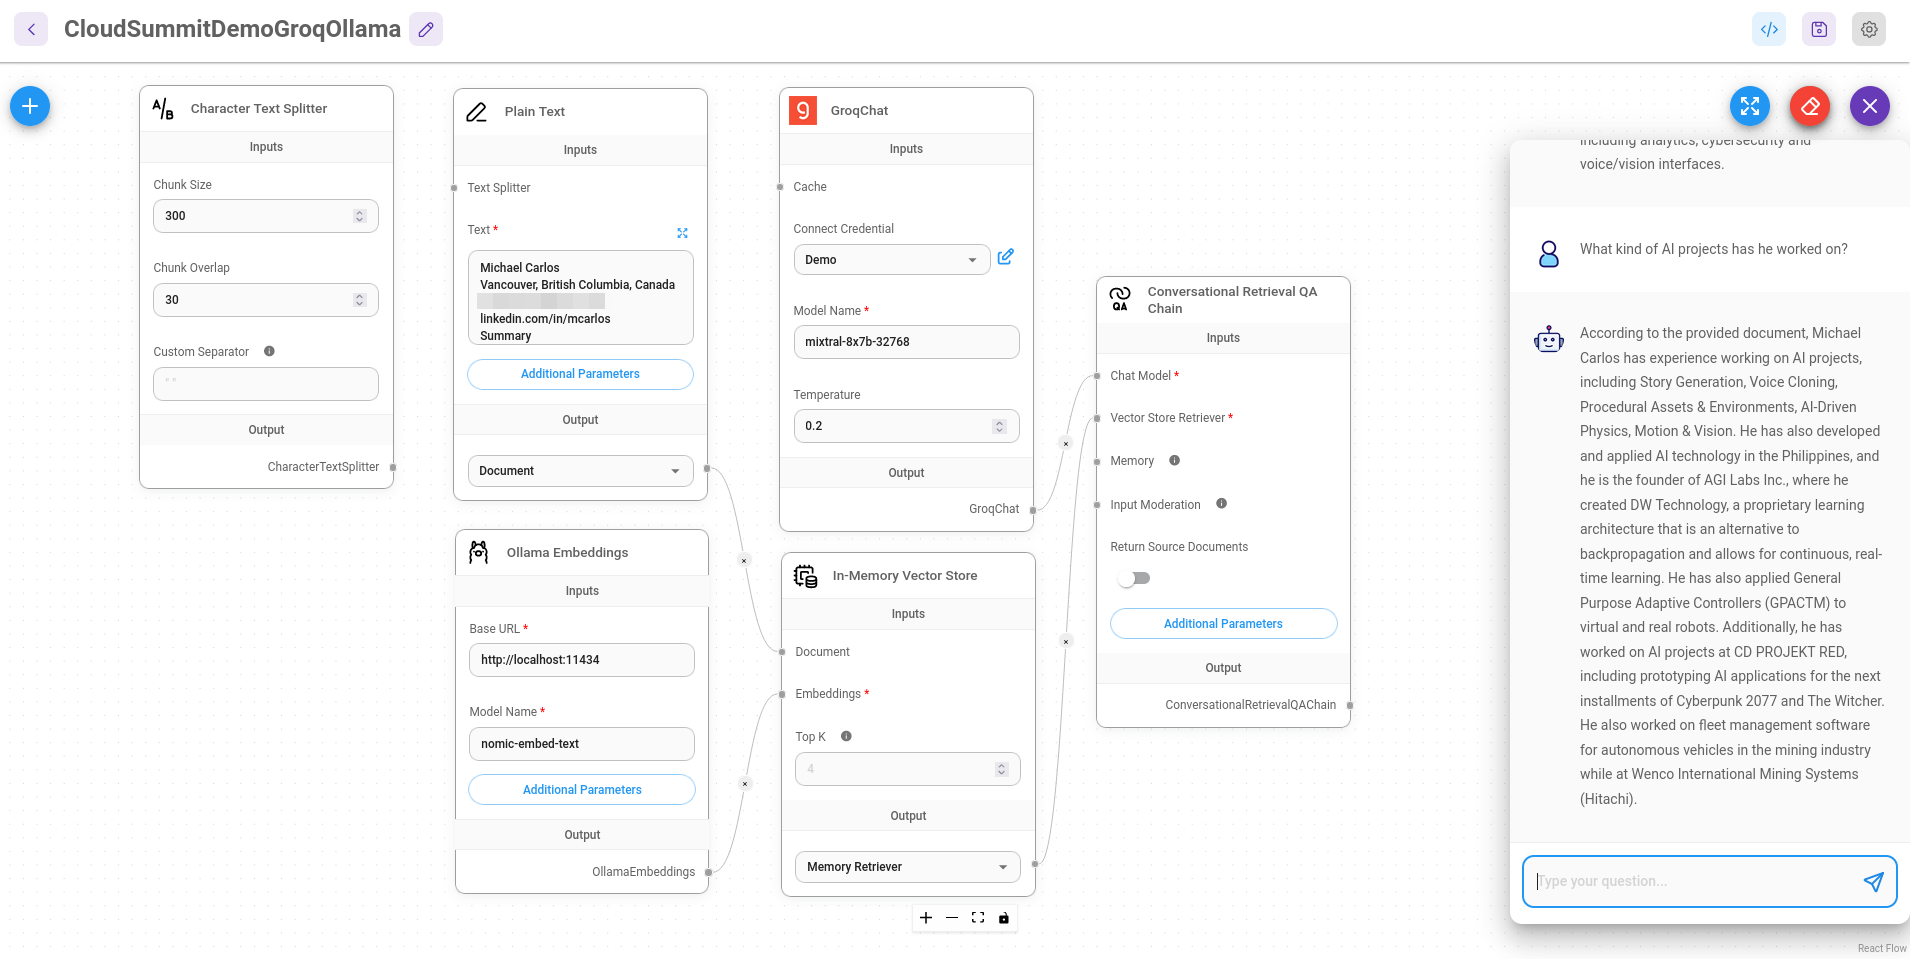 CloudSummitDemoGroqOllama
Character Text Splitter
Inputs
Chunk Size
300
Chunk Overlap
30
Custom Separator
" "
Output
CharacterTextSplitter
Plain Text
Inputs
Text Splitter
Text *
Michael Carlos
Vancouver, British Columbia, Canada
linkedin.com/in/mcarlos
Summary
Additional Parameters
Output
Document
Ollama Embeddings
Inputs
Base URL *
http://localhost:11434
Model Name *
nomic-embed-text
Additional Parameters
Output
OllamaEmbeddings
GroqChat
Inputs
Cache
Connect Credential
Demo
Model Name *
mixtral-8x7b-32768
Temperature
0.2
Output
GroqChat
In-Memory Vector Store
Inputs
Document
Embeddings *
Top K
4
Output
Memory Retriever
QA
Conversational Retrieval QA
Chain
Inputs
Chat Model *
Vector Store Retriever *
Memory
Input Moderation
Return Source Documents
Additional Parameters
Output
ConversationalRetrievalQAChain
including analytics, cybersecurity and
voice/vision interfaces.
What kind of AI projects has he worked on?
According to the provided document, Michael
Carlos has experience working on AI projects,
including Story Generation, Voice Cloning,
Procedural Assets & Environments, AI-Driven
Physics, Motion & Vision. He has also developed
and applied AI technology in the Philippines, and
he is the founder of AGI Labs Inc., where he
created DW Technology, a proprietary learning
architecture that is an alternative to
backpropagation and allows for continuous, real-
time learning. He has also applied General
Purpose Adaptive Controllers (GPACTM) to
virtual and real robots. Additionally, he has
worked on AI projects at CD PROJEKT RED,
including prototyping AI applications for the next
installments of Cyberpunk 2077 and The Witcher.
He also worked on fleet management software
for autonomous vehicles in the mining industry
while at Wenco International Mining Systems
(Hitachi).
Type your question...
React Flow